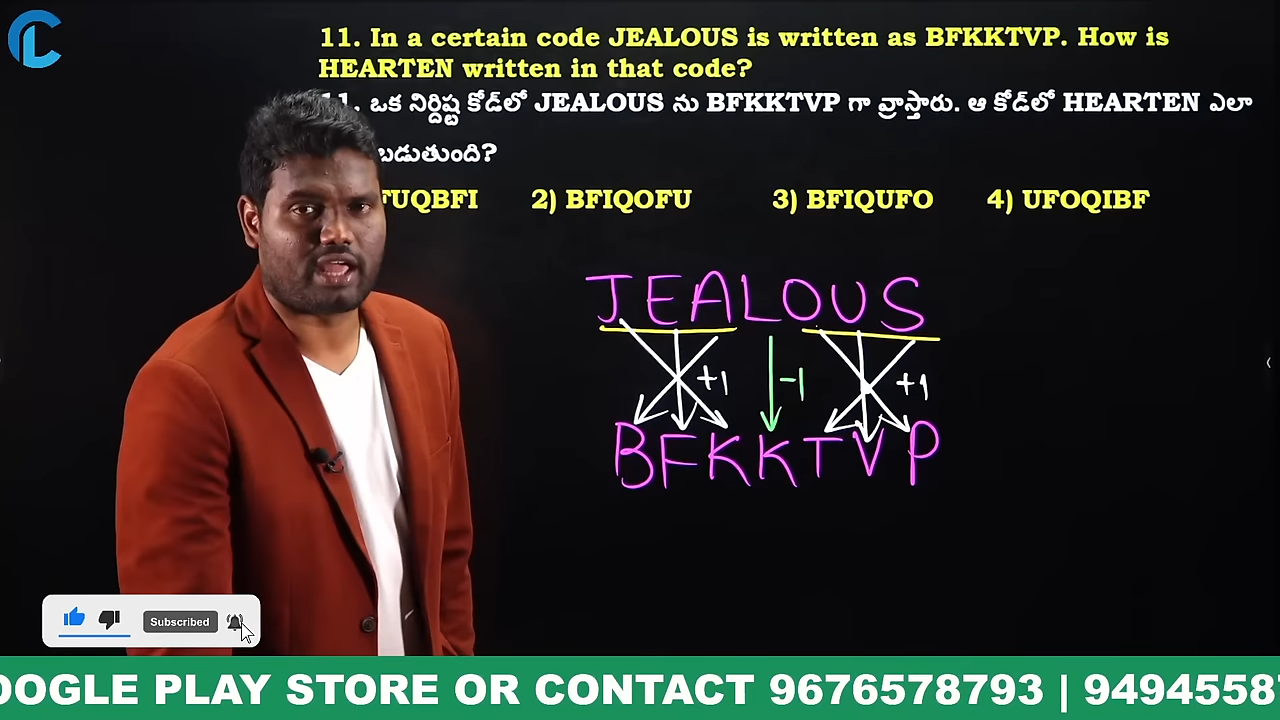 11. In a certain code JEALOUS is written as BFKKTVP. How is
HEARTEN written in that code?
ఒక నిర్దిష్ట కోడ్‌లో JEALOUS ను BFKKTVP గా వ్రాస్తారు. ఆ కోడ్‌లో HEARTEN ఎలా
బడుతుంది?
FUQBFI 2) BFIQOFU 3) BFIQUFO 4) UFOQIBF
JEALOUS
+1 -1 +1
BFKKTVP
Subscribed
OOGLE PLAY STORE OR CONTACT 9676578793 | 94945587